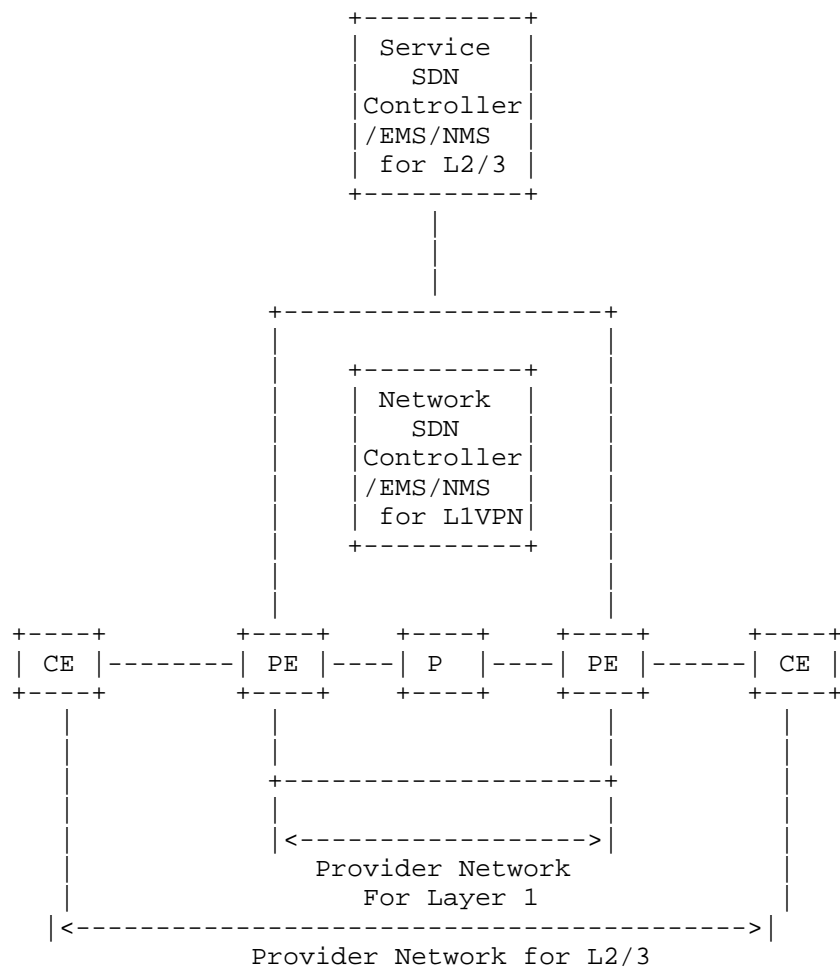 Service
SDN
Controller
/EMS/NMS
for L2/3
Network
SDN
Controller
/EMS/NMS
for L1VPN
CE PE P PE CE
Provider Network
For Layer 1
Provider Network for L2/3